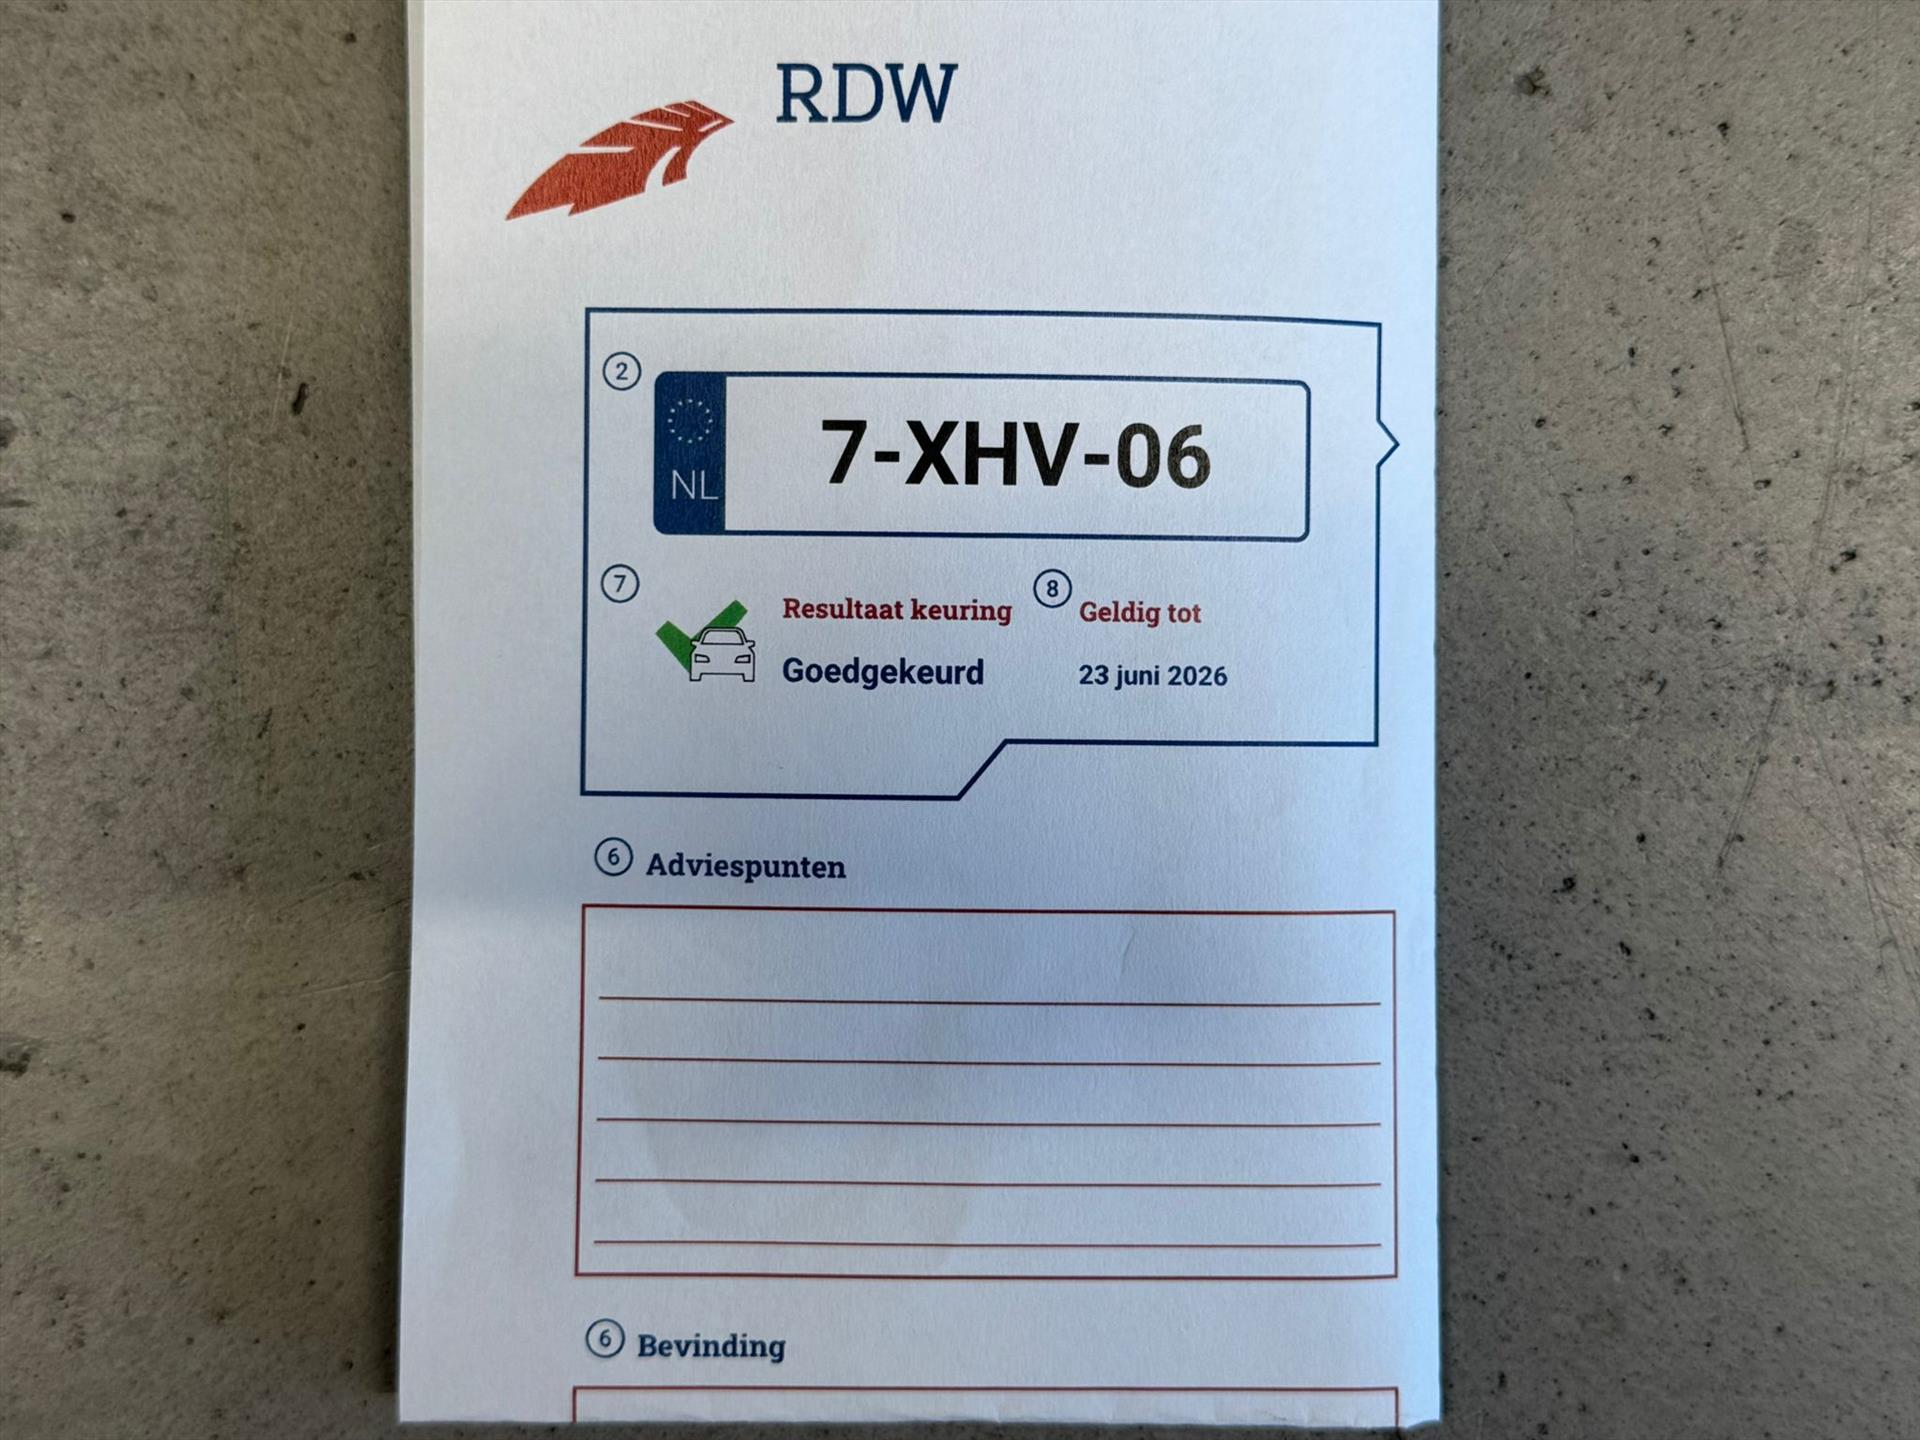 RDW
2
NL
7-XHV-06
7
Resultaat keuring
Goedgekeurd
8
Geldig tot
23 juni 2026
6 Adviespunten
6 Bevinding